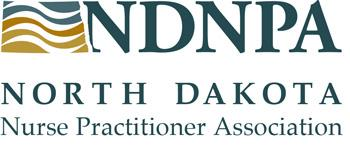 NDNPA
NORTH DAKOTA
Nurse Practitioner Association